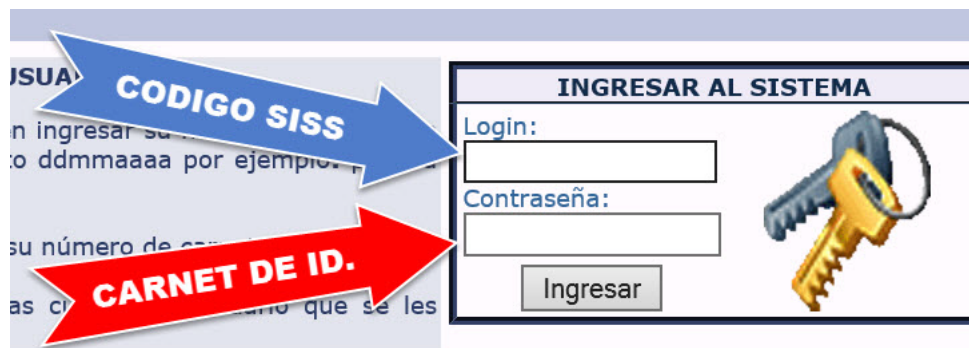 USUA
CODIGO SISS
en ingresar su
to ddmmaaaa por ejemplo:
su número de
CARNET DE ID.
as que se les
INGRESAR AL SISTEMA
Login:
Contraseña:
Ingresar